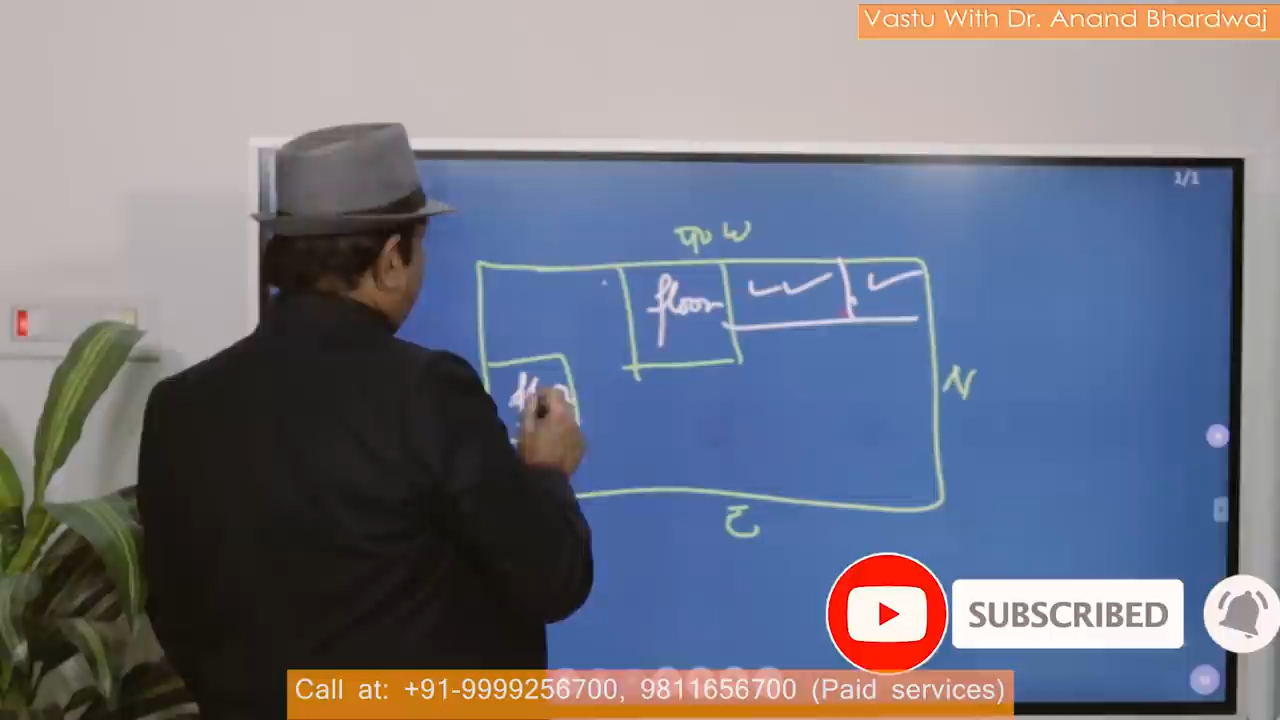 Vastu With Dr. Anand Bhardwaj
1/1
W
floor
N
E
SUBSCRIBED
Call at: +91-9999256700, 9811656700 (Paid services)